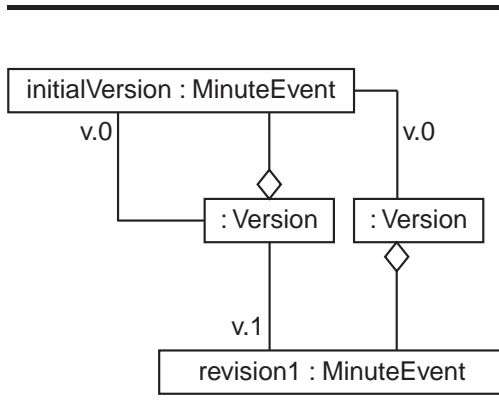 initialVersion : MinuteEvent
v.0
v.0
: Version
: Version
v.1
revision1 : MinuteEvent